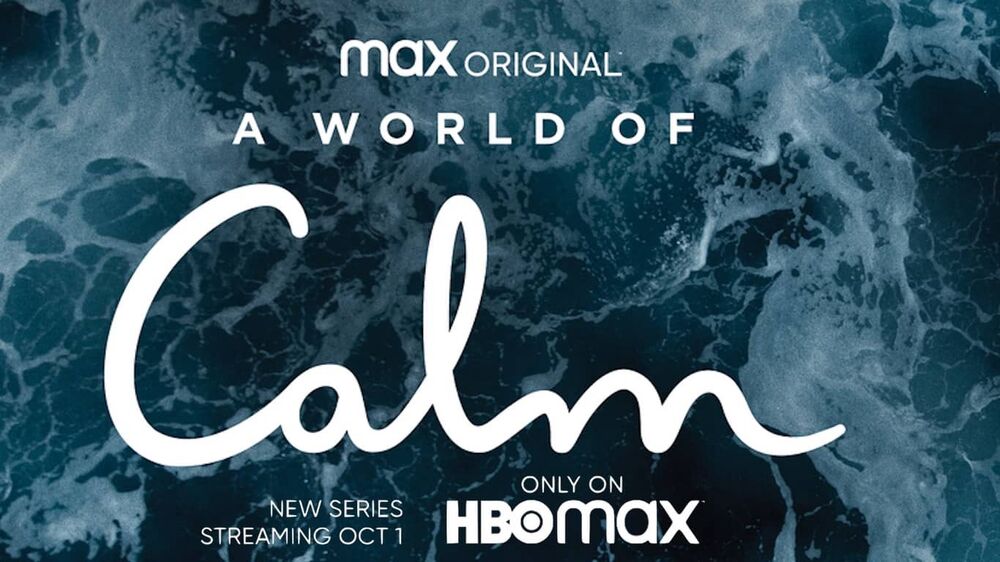 max ORIGINAL
A WORLD OF
Calm
NEW SERIES
STREAMING OCT 1
ONLY ON
HBOmax